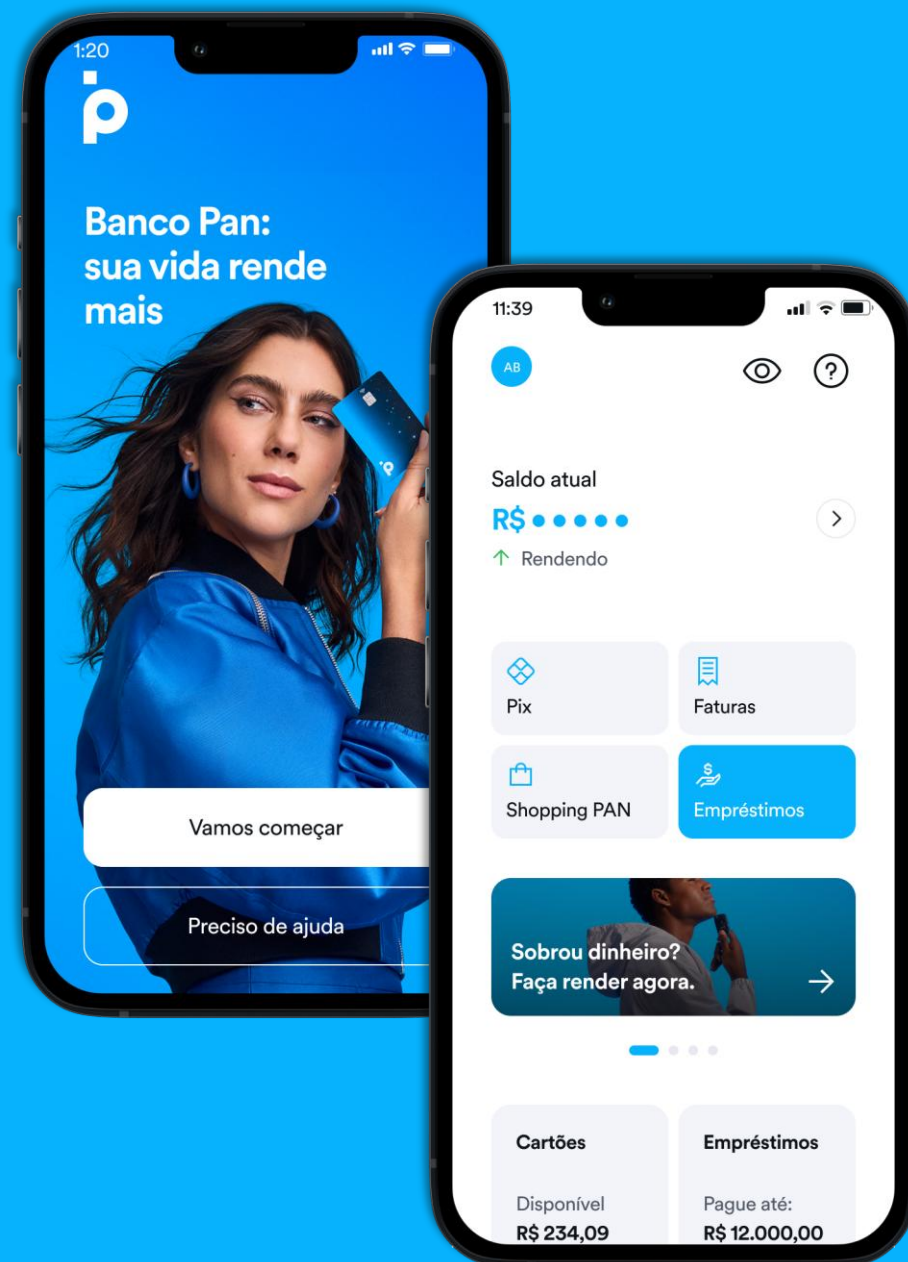 1:20
Banco Pan:
sua vida rende
mais
Vamos começar
Preciso de ajuda
11:39
AB
Saldo atual
R$
Rendendo
Pix
Faturas
Shopping PAN
Empréstimos
Sobrou dinheiro?
Faça render agora.
Cartões
Disponível
R$ 234,09
Empréstimos
Pague até:
R$ 12.000,00